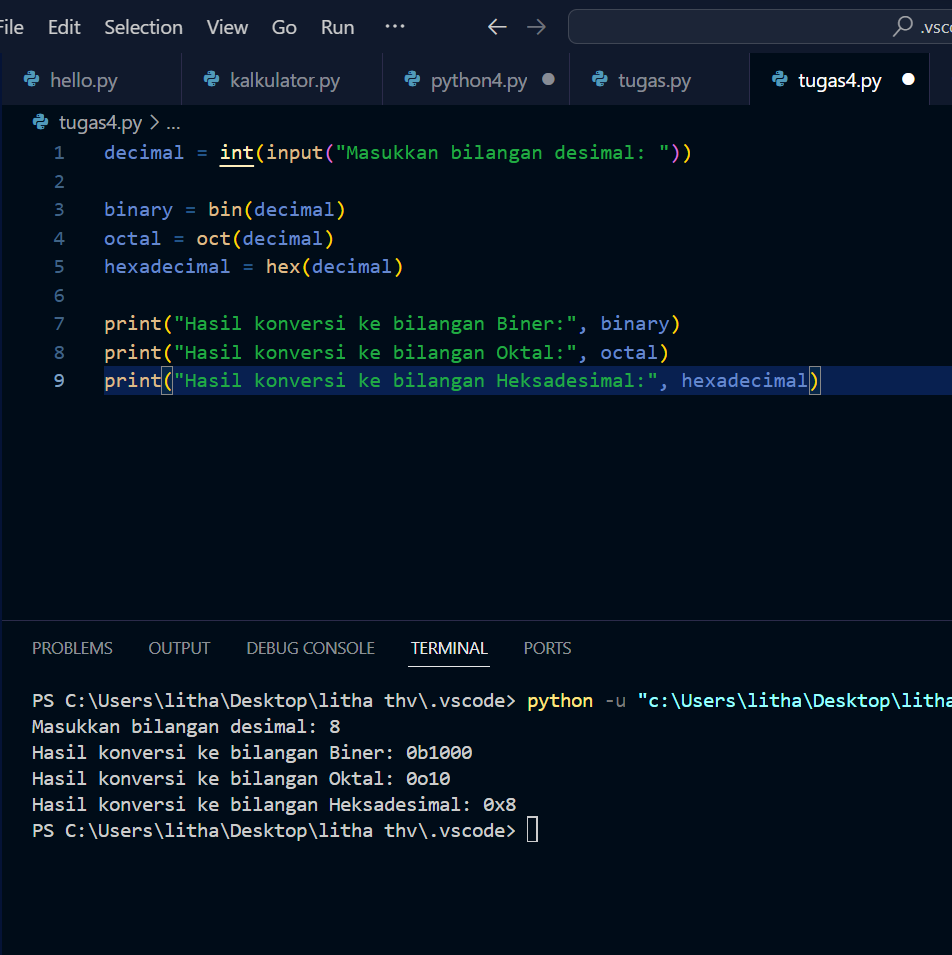 File Edit Selection View Go Run ···
.vsc
hello.py kalkulator.py python4.py tugas.py tugas4.py
tugas4.py > ...
1 decimal = int(input("Masukkan bilangan desimal: "))
2
3 binary = bin(decimal)
4 octal = oct(decimal)
5 hexadecimal = hex(decimal)
6
7 print("Hasil konversi ke bilangan Biner:", binary)
8 print("Hasil konversi ke bilangan Oktal:", octal)
9 print("Hasil konversi ke bilangan Heksadesimal:", hexadecimal)
PROBLEMS OUTPUT DEBUG CONSOLE TERMINAL PORTS
PS C:\Users\litha\Desktop\litha thv\.vscode> python -u "c:\Users\litha\Desktop\litha
Masukkan bilangan desimal: 8
Hasil konversi ke bilangan Biner: 0b1000
Hasil konversi ke bilangan Oktal: 0o10
Hasil konversi ke bilangan Heksadesimal: 0x8
PS C:\Users\litha\Desktop\litha thv\.vscode>